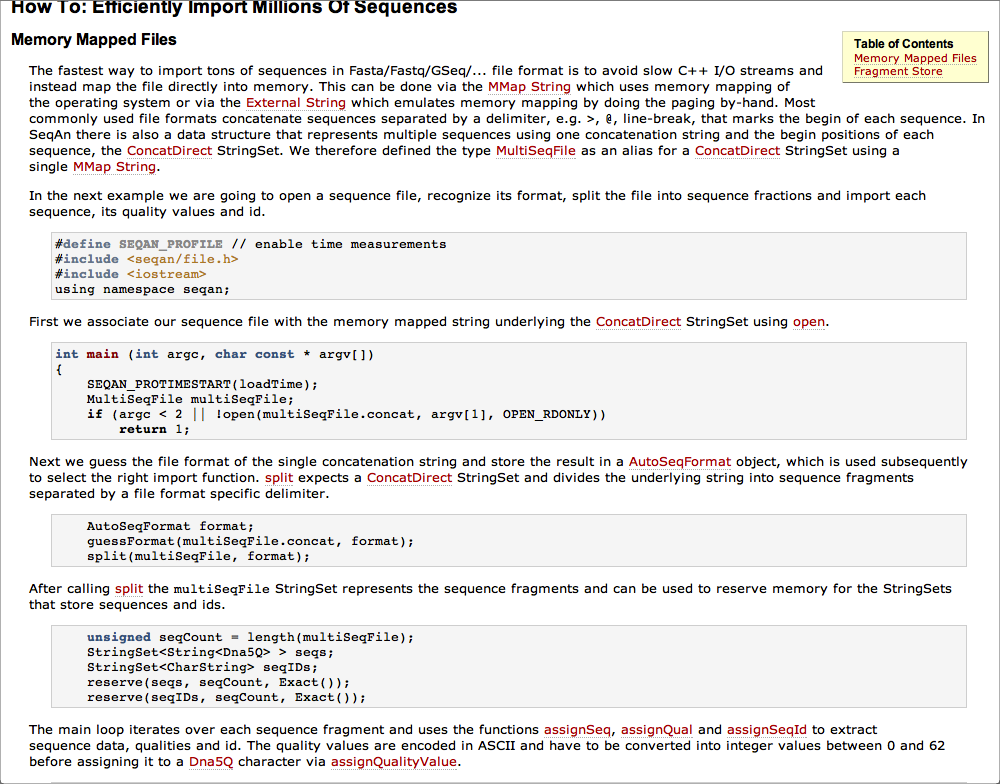 How To: Efficiently Import Millions Of Sequences
Memory Mapped Files
Table of Contents
Memory Mapped Files
Fragment Store
The fastest way to import tons of sequences in Fasta/Fastq/GSeq/... file format is to avoid slow C++ I/O streams and
instead map the file directly into memory. This can be done via the MMap String which uses memory mapping of
the operating system or via the External String which emulates memory mapping by doing the paging by-hand. Most
commonly used file formats concatenate sequences separated by a delimiter, e.g. >, @, line-break, that marks the begin of each sequence. In
SeqAn there is also a data structure that represents multiple sequences using one concatenation string and the begin positions of each
sequence, the ConcatDirect StringSet. We therefore defined the type MultiSeqFile as an alias for a ConcatDirect StringSet using a
single MMap String.
In the next example we are going to open a sequence file, recognize its format, split the file into sequence fractions and import each
sequence, its quality values and id.
#define SEQAN_PROFILE // enable time measurements
#include <seqan/file.h>
#include <iostream>
using namespace seqan;
First we associate our sequence file with the memory mapped string underlying the ConcatDirect StringSet using open.
int main (int argc, char const * argv[])
{
    SEQAN_PROTIMESTART(loadTime);
    MultiSeqFile multiSeqFile;
    if (argc < 2 || !open(multiSeqFile.concat, argv[1], OPEN_RDONLY))
        return 1;
Next we guess the file format of the single concatenation string and store the result in a AutoSeqFormat object, which is used subsequently
to select the right import function. split expects a ConcatDirect StringSet and divides the underlying string into sequence fragments
separated by a file format specific delimiter.
    AutoSeqFormat format;
    guessFormat(multiSeqFile.concat, format);
    split(multiSeqFile, format);
After calling split the multiSeqFile StringSet represents the sequence fragments and can be used to reserve memory for the StringSets
that store sequences and ids.
    unsigned seqCount = length(multiSeqFile);
    StringSet<String<Dna5Q> > seqs;
    StringSet<CharString> seqIDs;
    reserve(seqs, seqCount, Exact());
    reserve(seqIDs, seqCount, Exact());
The main loop iterates over each sequence fragment and uses the functions assignSeq, assignQual and assignSeqId to extract
sequence data, qualities and id. The quality values are encoded in ASCII and have to be converted into integer values between 0 and 62
before assigning it to a Dna5Q character via assignQualityValue.